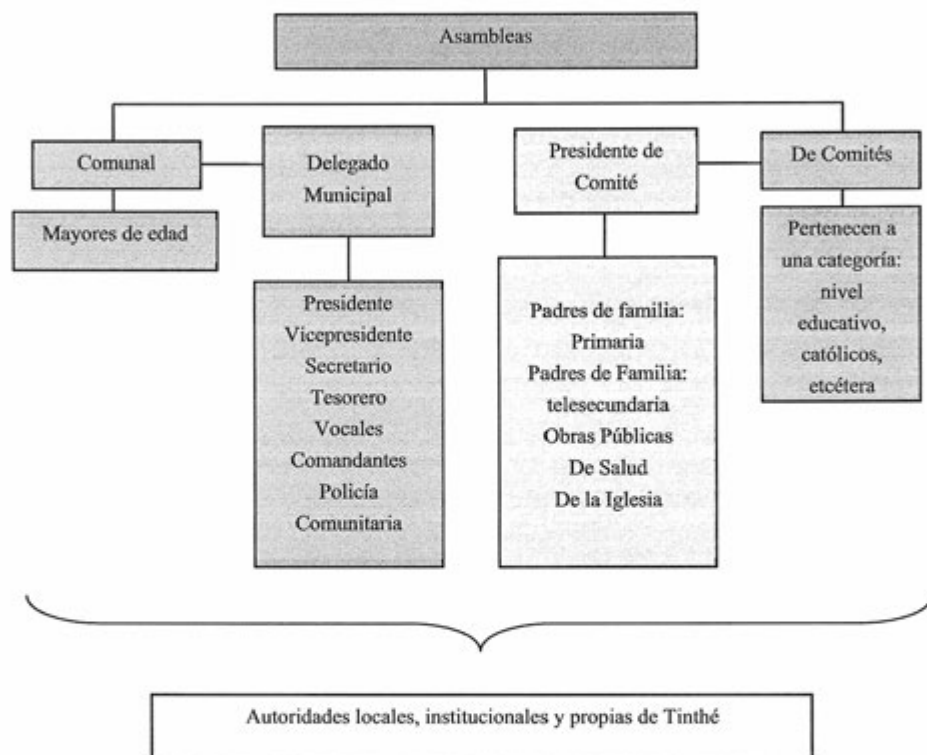 Asambleas
Comunal
Delegado
Municipal
Presidente de
Comité
De Comités
Mayores de edad
Pertenecen a
una categoría:
nivel
educativo,
católicos,
etcétera
Presidente
Vicepresidente
Secretario
Tesorero
Vocales
Comandantes
Policía
Comunitaria
Padres de familia:
Primaria
Padres de Familia:
telesecundaria
Obras Públicas
De Salud
De la Iglesia
Autoridades locales, institucionales y propias de Tinthé